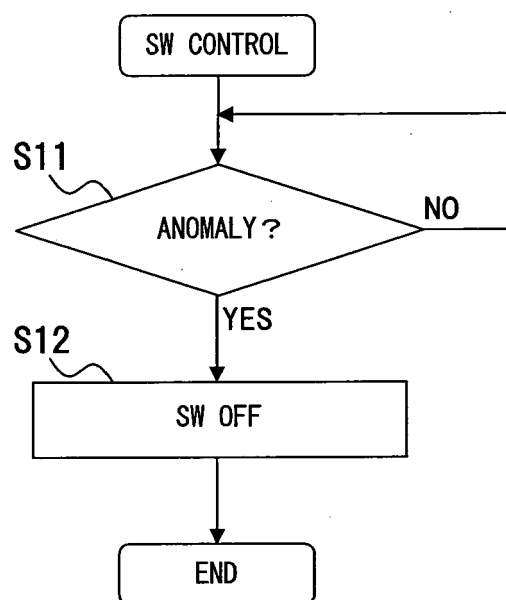 SW CONTROL
S11
ANOMALY?
NO
YES
S12
SW OFF
END